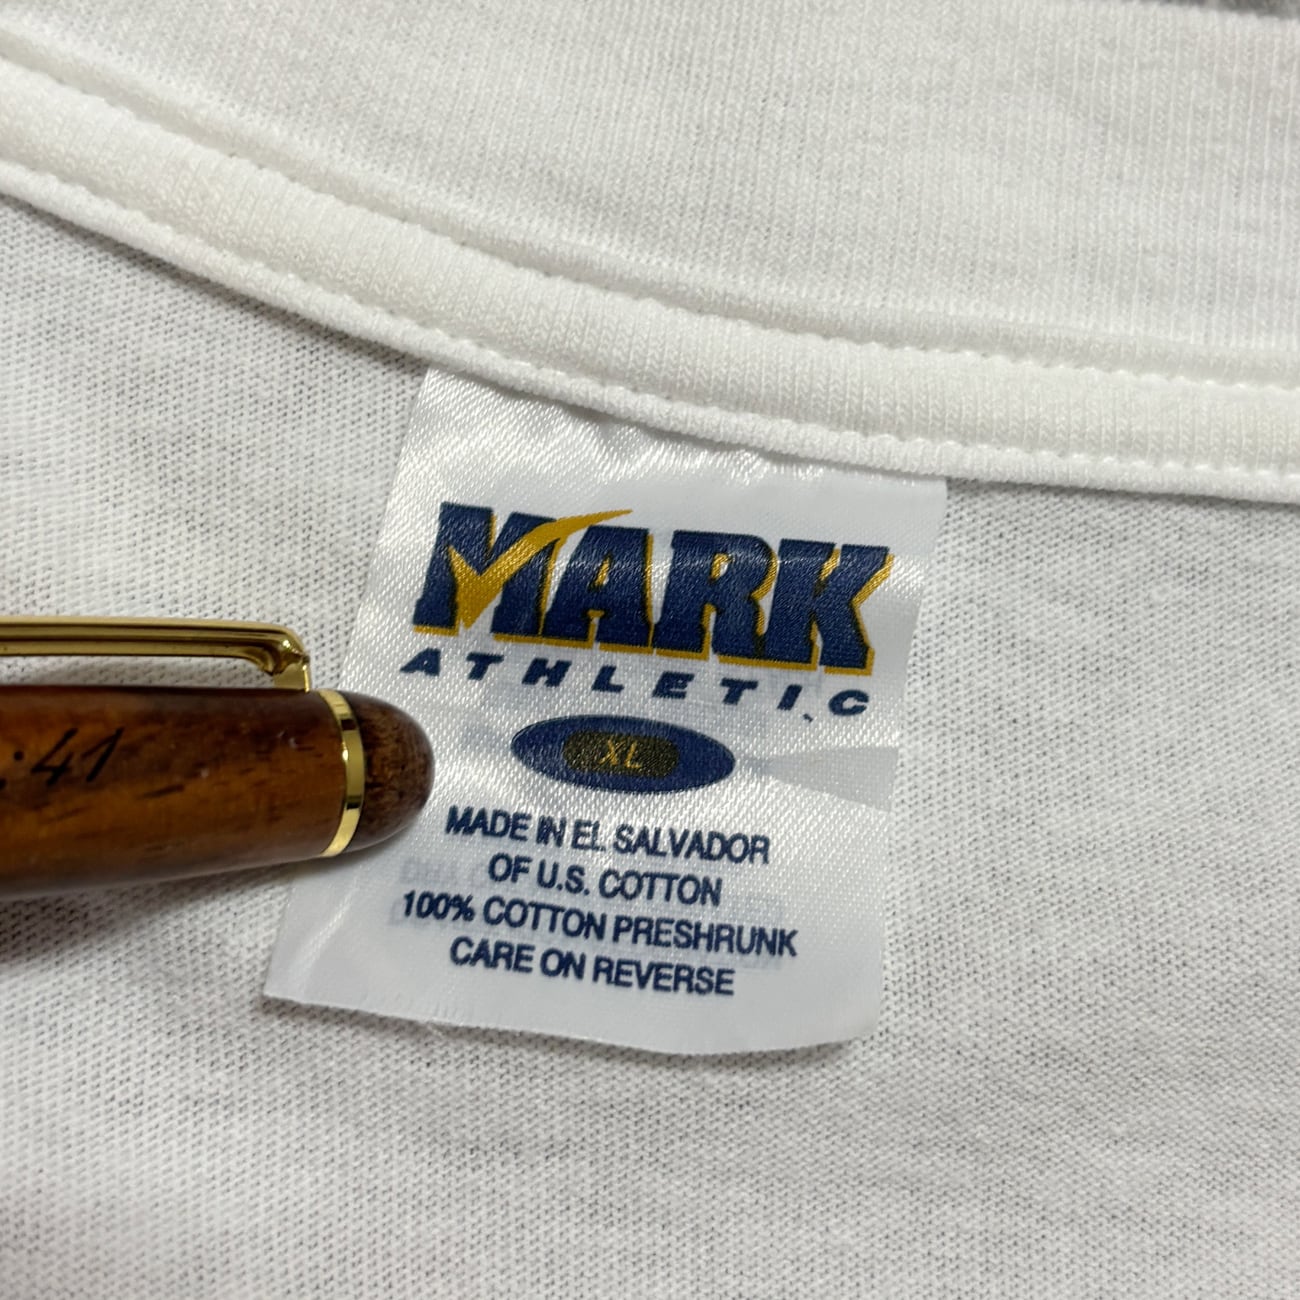 MARK
ATHLETIC
XL
MADE IN EL SALVADOR
OF U.S. COTTON
100% COTTON PRESHRUNK
CARE ON REVERSE
:41